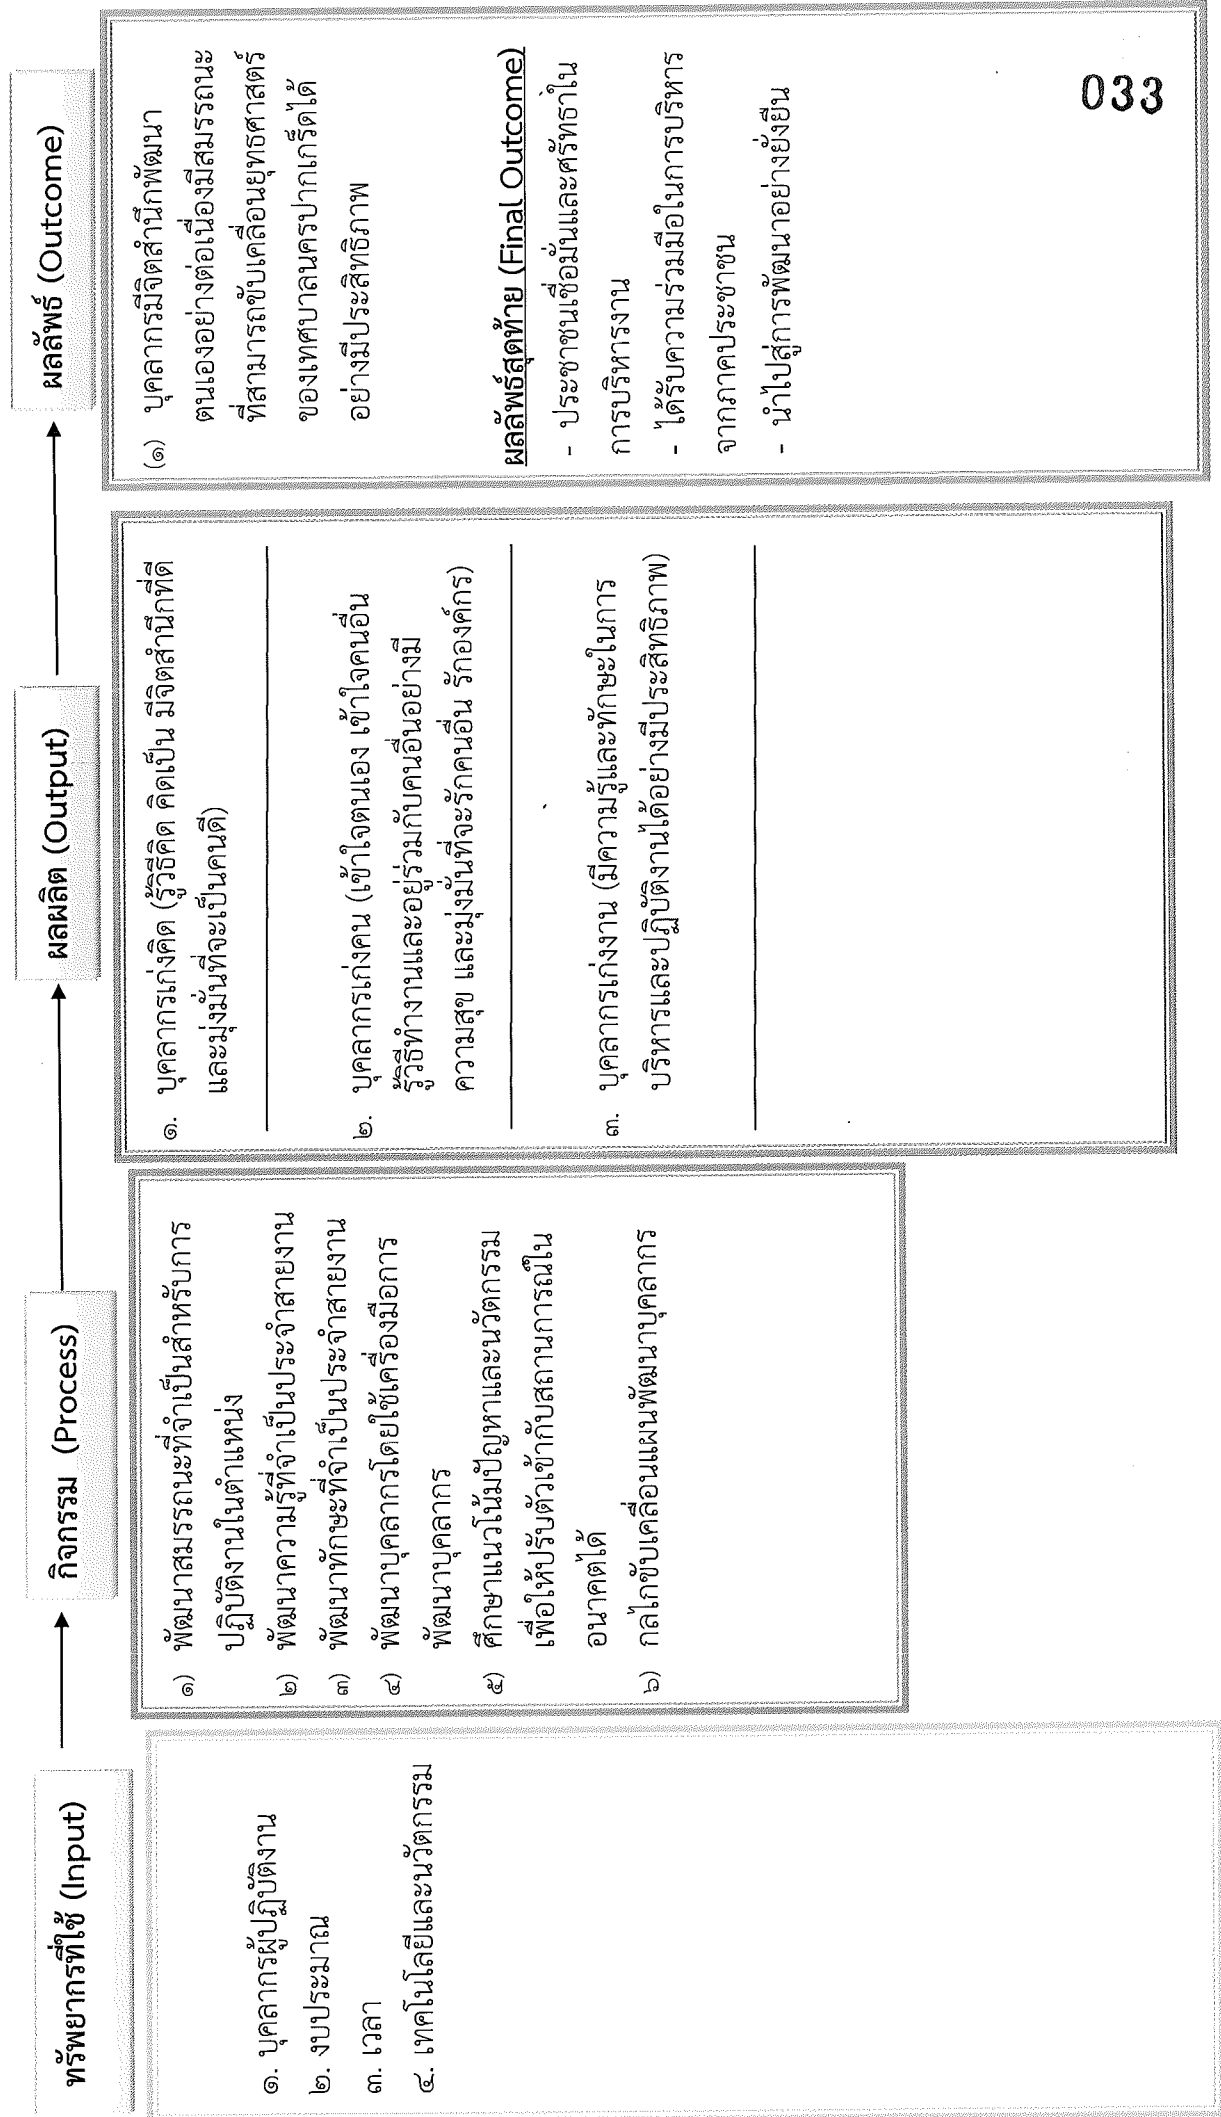 ทรัพยากรที่ใช้ (Input)
๑. บุคลากรผู้ปฏิบัติงาน
๒. งบประมาณ
๓. เวลา
๔. เทคโนโลยีและนวัตกรรม
กิจกรรม (Process)
๑) พัฒนาสมรรถนะที่จำเป็นสำหรับการ
ปฏิบัติงานในตำแหน่ง
๒) พัฒนาความรู้ที่จำเป็นประจำสายงาน
๓) พัฒนาทักษะที่จำเป็นประจำสายงาน
๔) พัฒนาบุคลากรโดยใช้เครื่องมือการ
พัฒนาบุคลากร
๕) ศึกษาแนวโน้มปัญหาและนวัตกรรม
เพื่อให้ปรับตัวเข้ากับสถานการณ์ใน
อนาคตได้
๖) กลไกขับเคลื่อนแผนพัฒนาบุคลากร
ผลผลิต (Output)
๑. บุคลากรเก่งคิด (รู้วิธีคิด คิดเป็น มีจิตสำนึกที่ดี
และมุ่งมั่นที่จะเป็นคนดี)
๒. บุคลากรเก่งคน (เข้าใจตนเอง เข้าใจคนอื่น
รู้วิธีทำงานและอยู่ร่วมกับคนอื่นอย่างมี
ความสุข และมุ่งมั่นที่จะรักคนอื่น รักองค์กร)
๓. บุคลากรเก่งงาน (มีความรู้และทักษะในการ
บริหารและปฏิบัติงานได้อย่างมีประสิทธิภาพ)
ผลลัพธ์ (Outcome)
(๑) บุคลากรมีจิตสำนึกพัฒนา
ตนเองอย่างต่อเนื่องมีสมรรถนะ
ที่สามารถขับเคลื่อนยุทธศาสตร์
ของเทศบาลนครปากเกร็ดได้
อย่างมีประสิทธิภาพ
ผลลัพธ์สุดท้าย (Final Outcome)
- ประชาชนเชื่อมั่นและศรัทธาใน
การบริหารงาน
- ได้รับความร่วมมือในการบริหาร
จากภาคประชาชน
- นำไปสู่การพัฒนาอย่างยั่งยืน
033